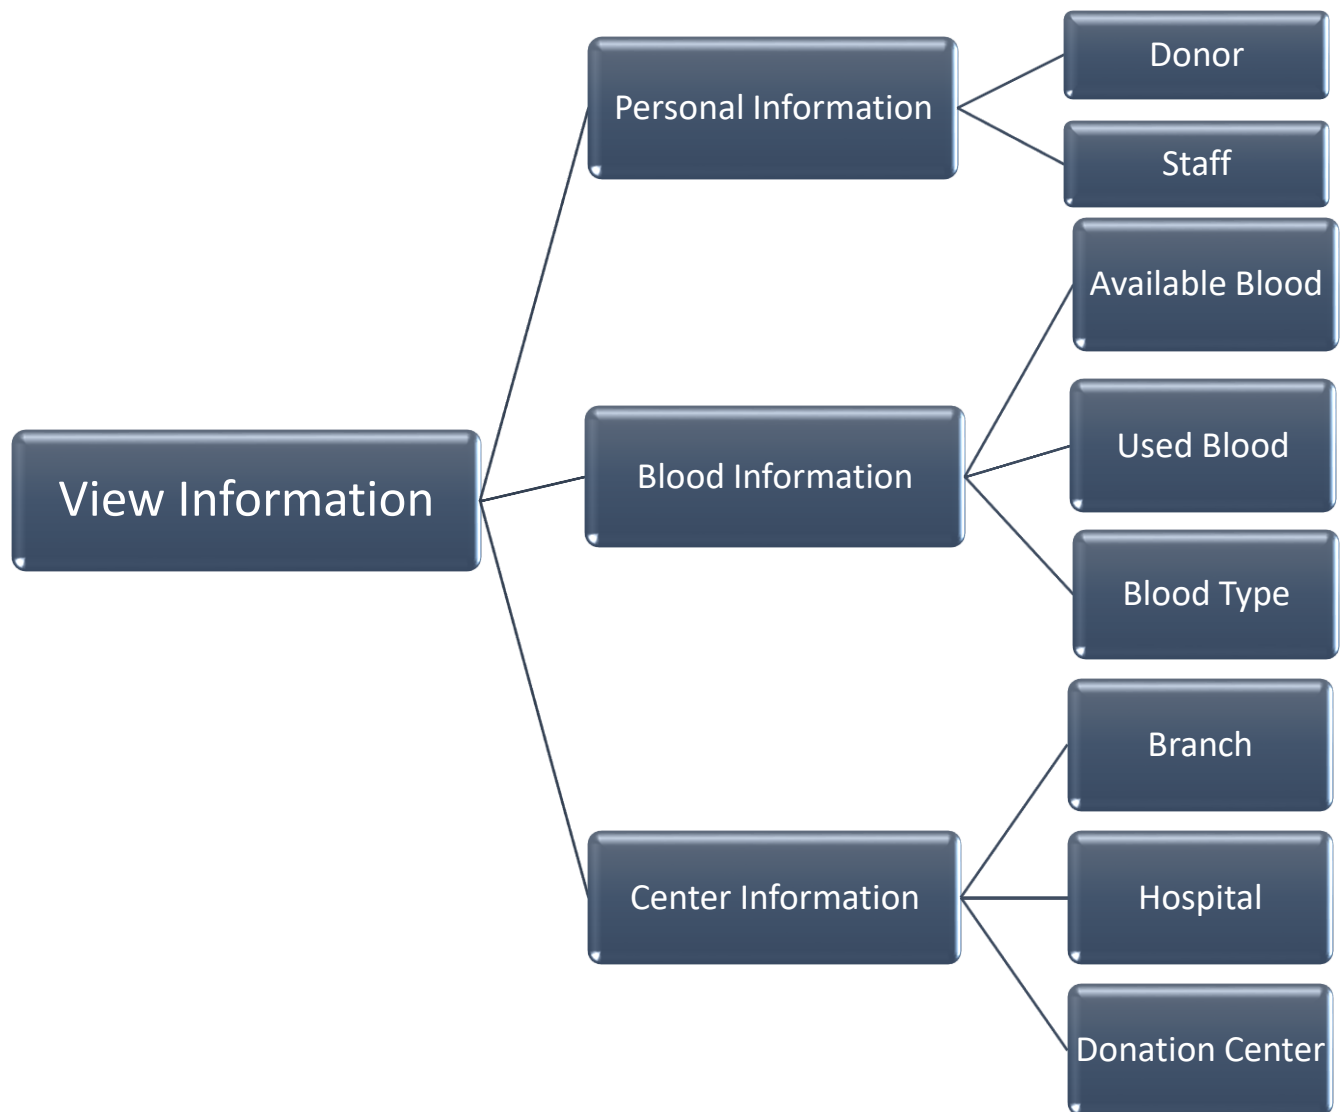 View Information
Personal Information
Donor
Staff
Blood Information
Available Blood
Used Blood
Blood Type
Center Information
Branch
Hospital
Donation Center